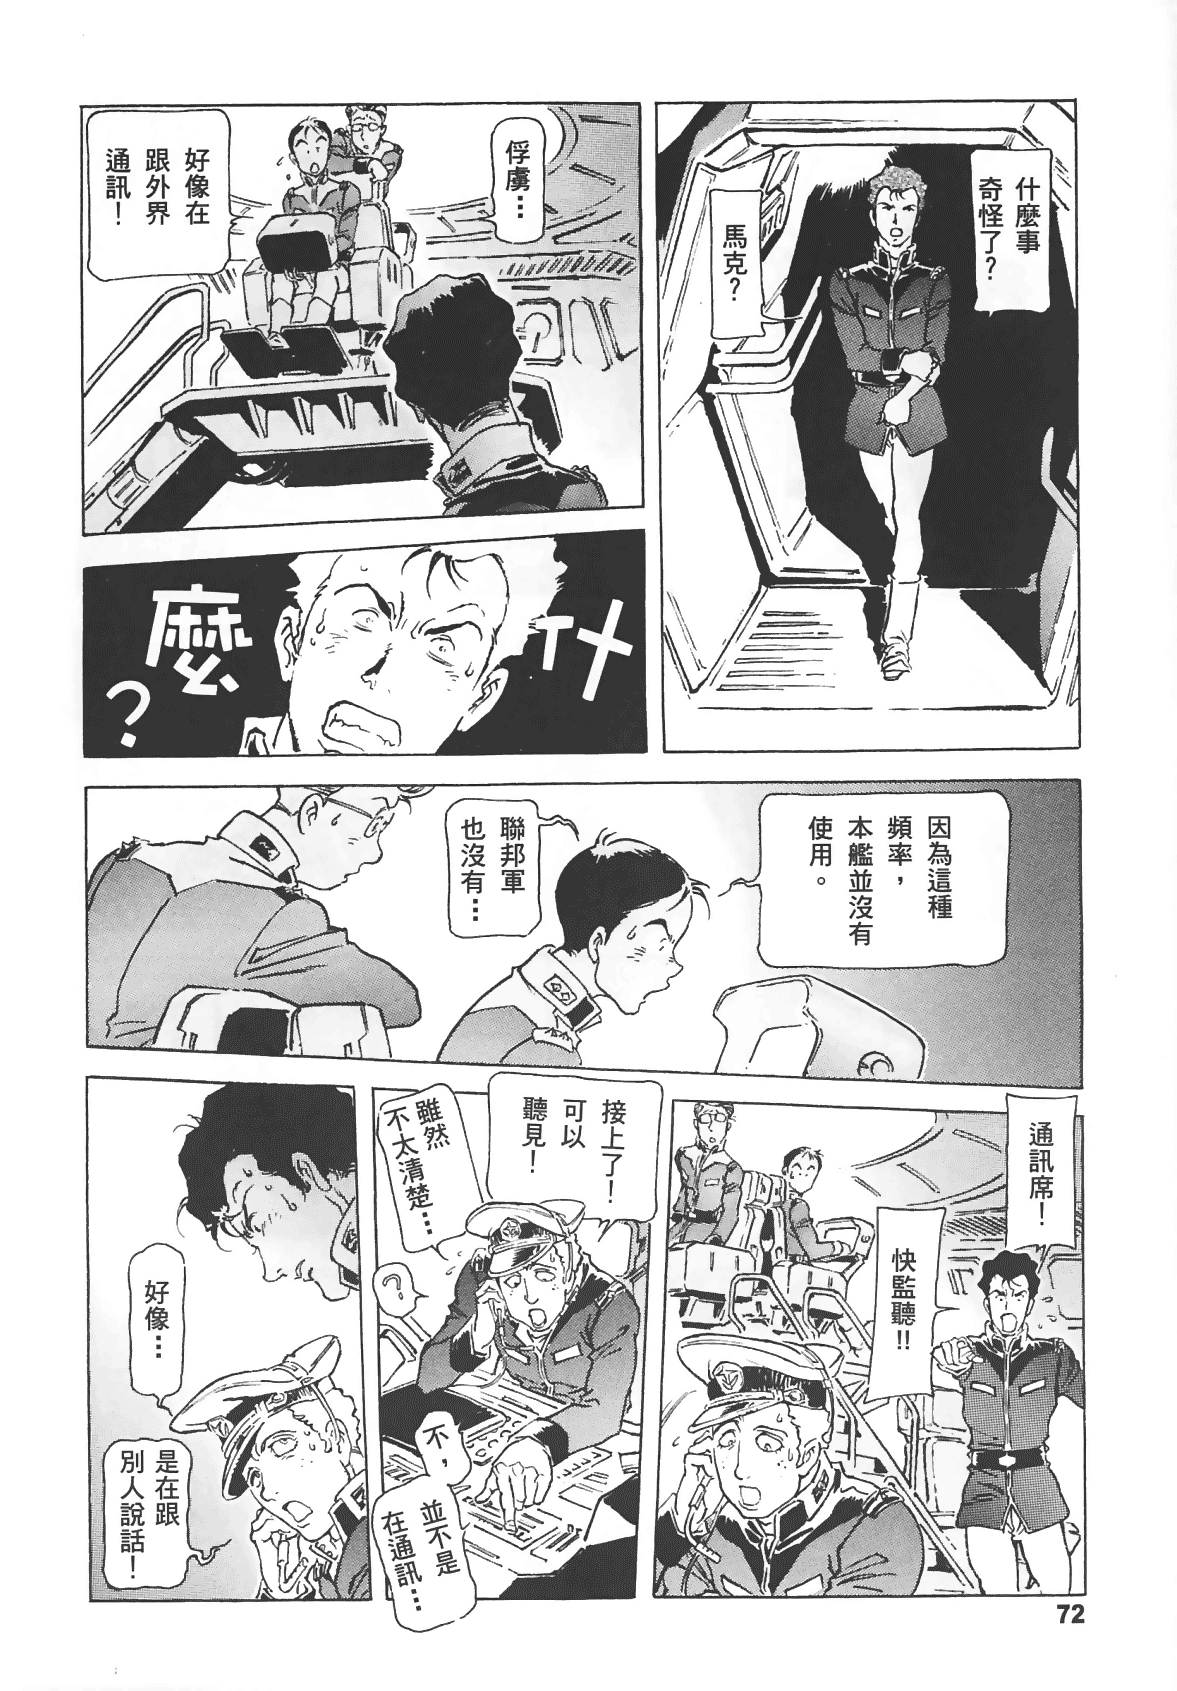 什麼事
奇怪了？
馬克？
俘虜…
好像在
跟外界
通訊！
什
麼
？
因為這種
頻率，
本艦並沒有
使用。
聯邦軍
也沒有…
通訊席！
快監聽!!
接上了！
可以
聽見！
雖然
不太清楚…
？
不，
並不是
在通訊…
好像…
是在跟
別人說話！
72